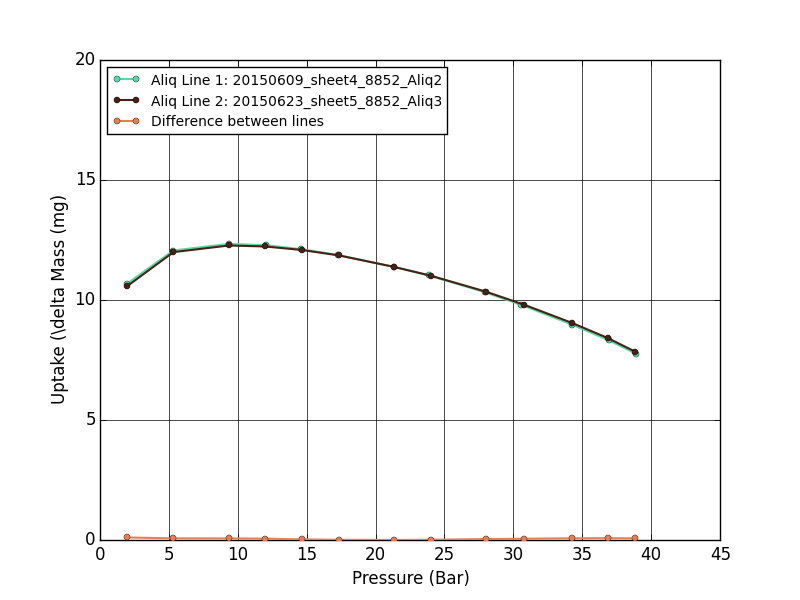 20
15
10
5
0
Uptake (\delta Mass (mg)
Aliq Line 1: 20150609_sheet4_8852_Aliq2
Aliq Line 2: 20150623_sheet5_8852_Aliq3
Difference between lines
0 5 10 15 20 25 30 35 40 45
Pressure (Bar)